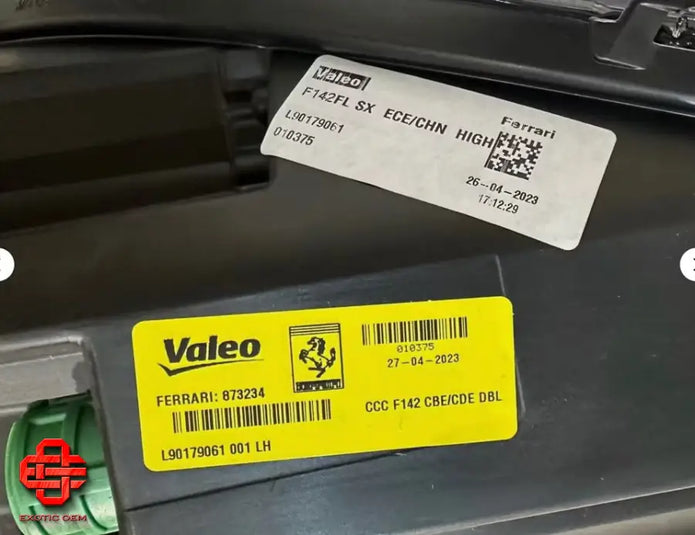 Valeo
F142FL SX ECE/CHN HIGH
Ferrari
L90179061
010375
26-04-2023
17:12:29
Valeo
010375
27-04-2023
FERRARI: 873234
CCC F142 CBE/CDE DBL
L90179061 001 LH
EXOTIC OEM